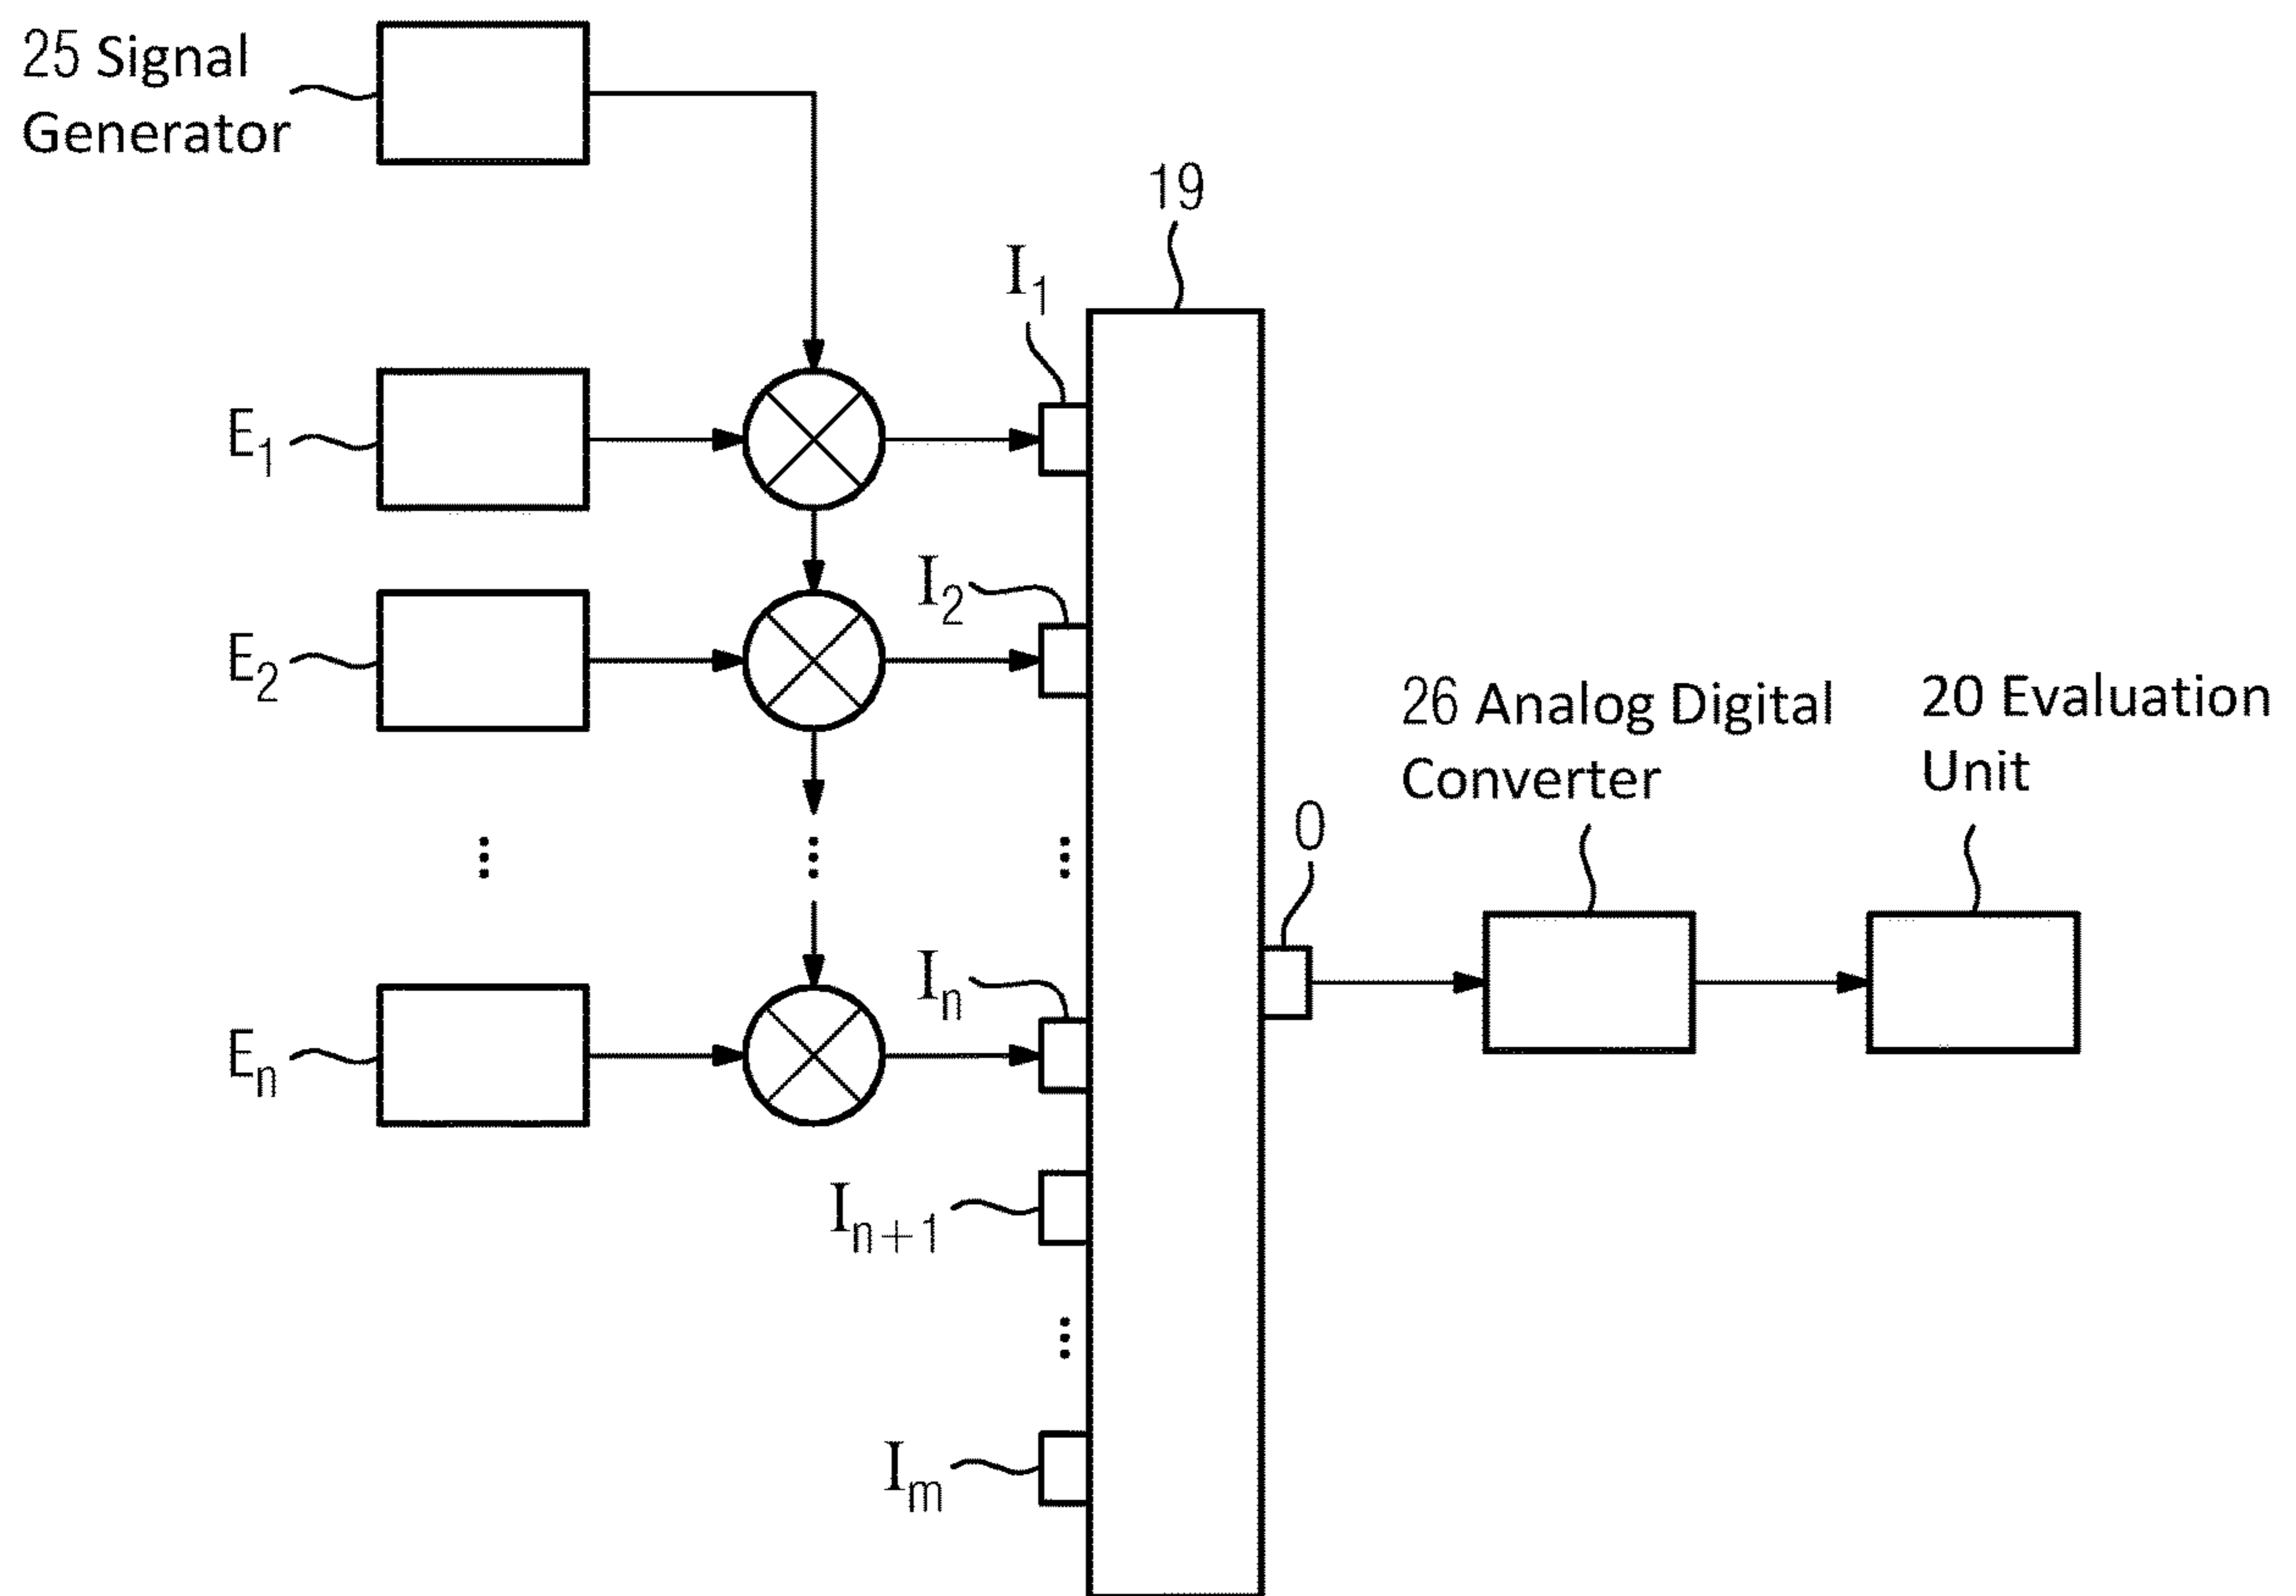 25 Signal
Generator
19
I1
E1
I2
E2
26 Analog Digital
Converter
20 Evaluation
Unit
⋮
⋮
⋮
0
In
En
In+1
⋮
Im